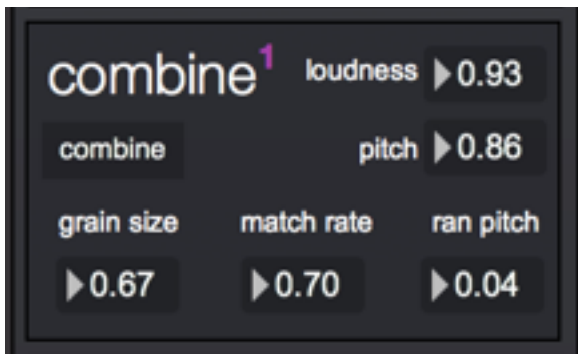 combine¹ loudness 0.93
combine pitch 0.86
grain size match rate ran pitch
0.67 0.70 0.04